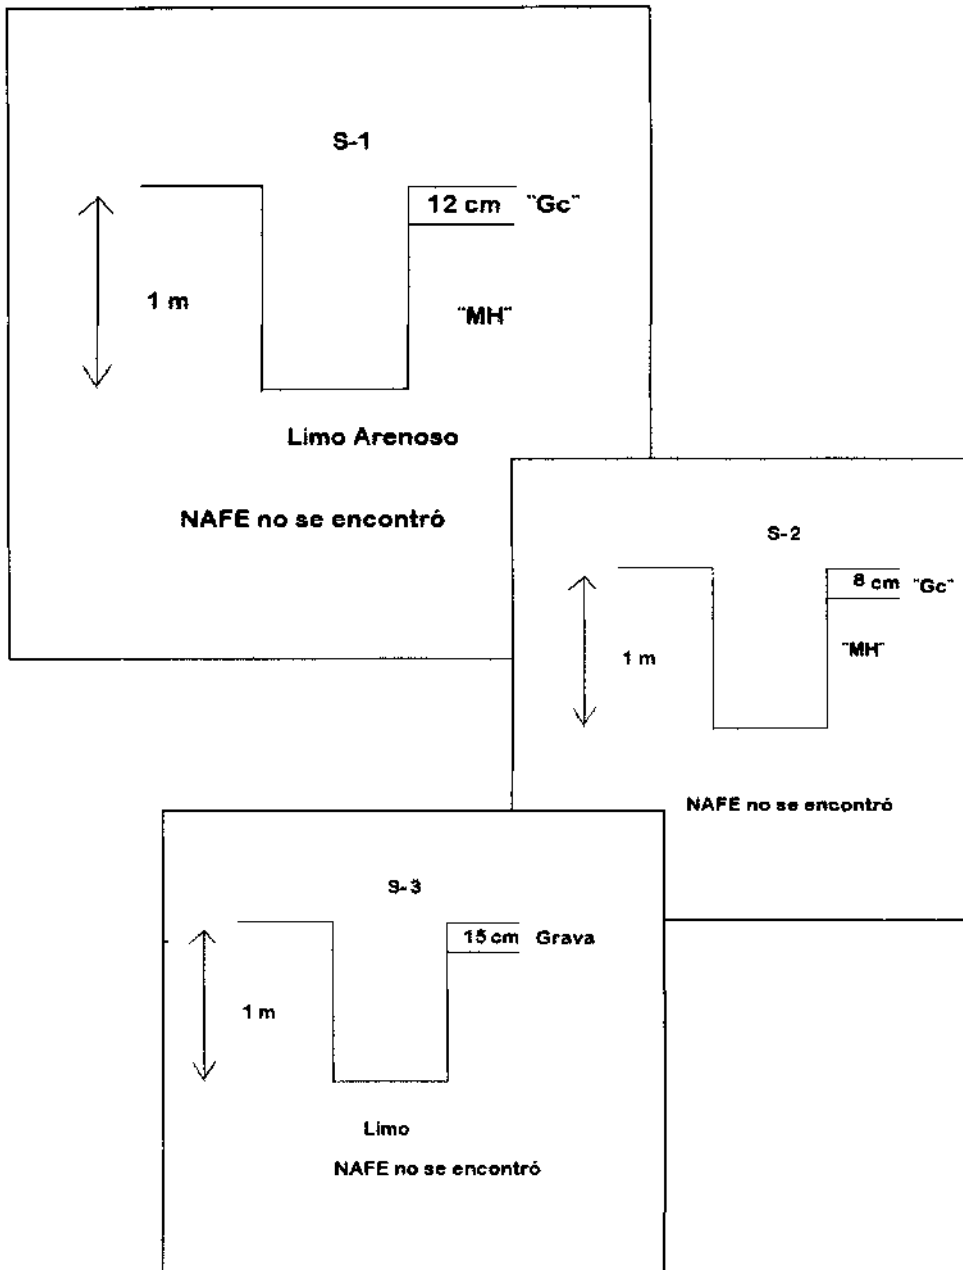 S-1
12 cm "Gc"
1 m
"MH"
Limo Arenoso
NAFE no se encontró
S-2
8 cm "Gc"
1 m
"MH"
NAFE no se encontró
S-3
15 cm Grava
1 m
Limo
NAFE no se encontró